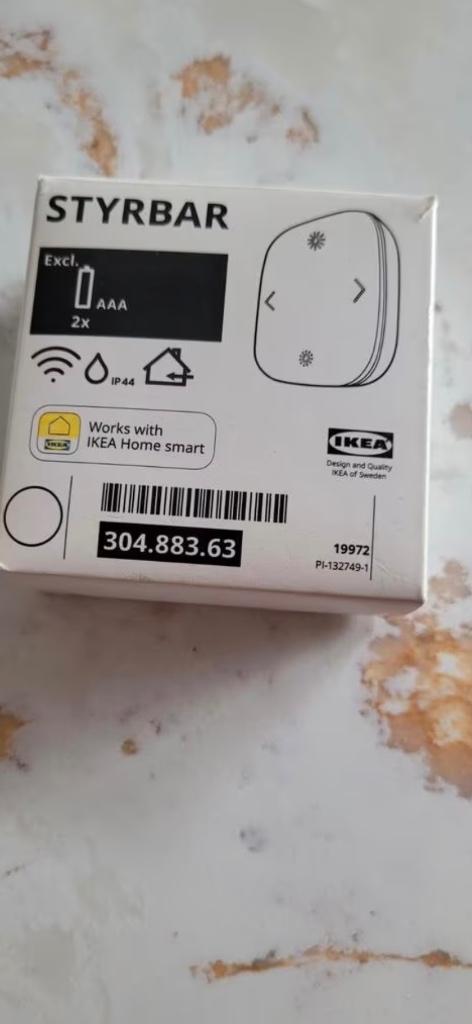 STYRBAR
Excl.
AAA
2x
IP44
Works with
IKEA Home smart
IKEA
IKEA
Design and Quality
IKEA of Sweden
304.883.63
19972
PI-132749-1